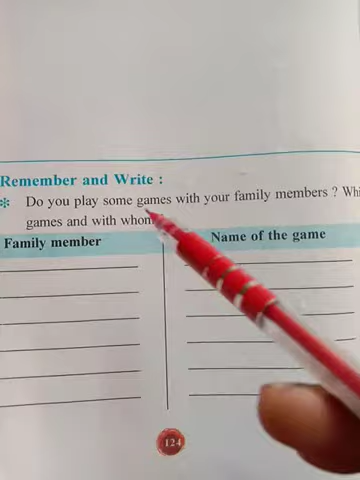 Remember and Write :
✻ Do you play some games with your family members ?
games and with whom
Family member Name of the game
124